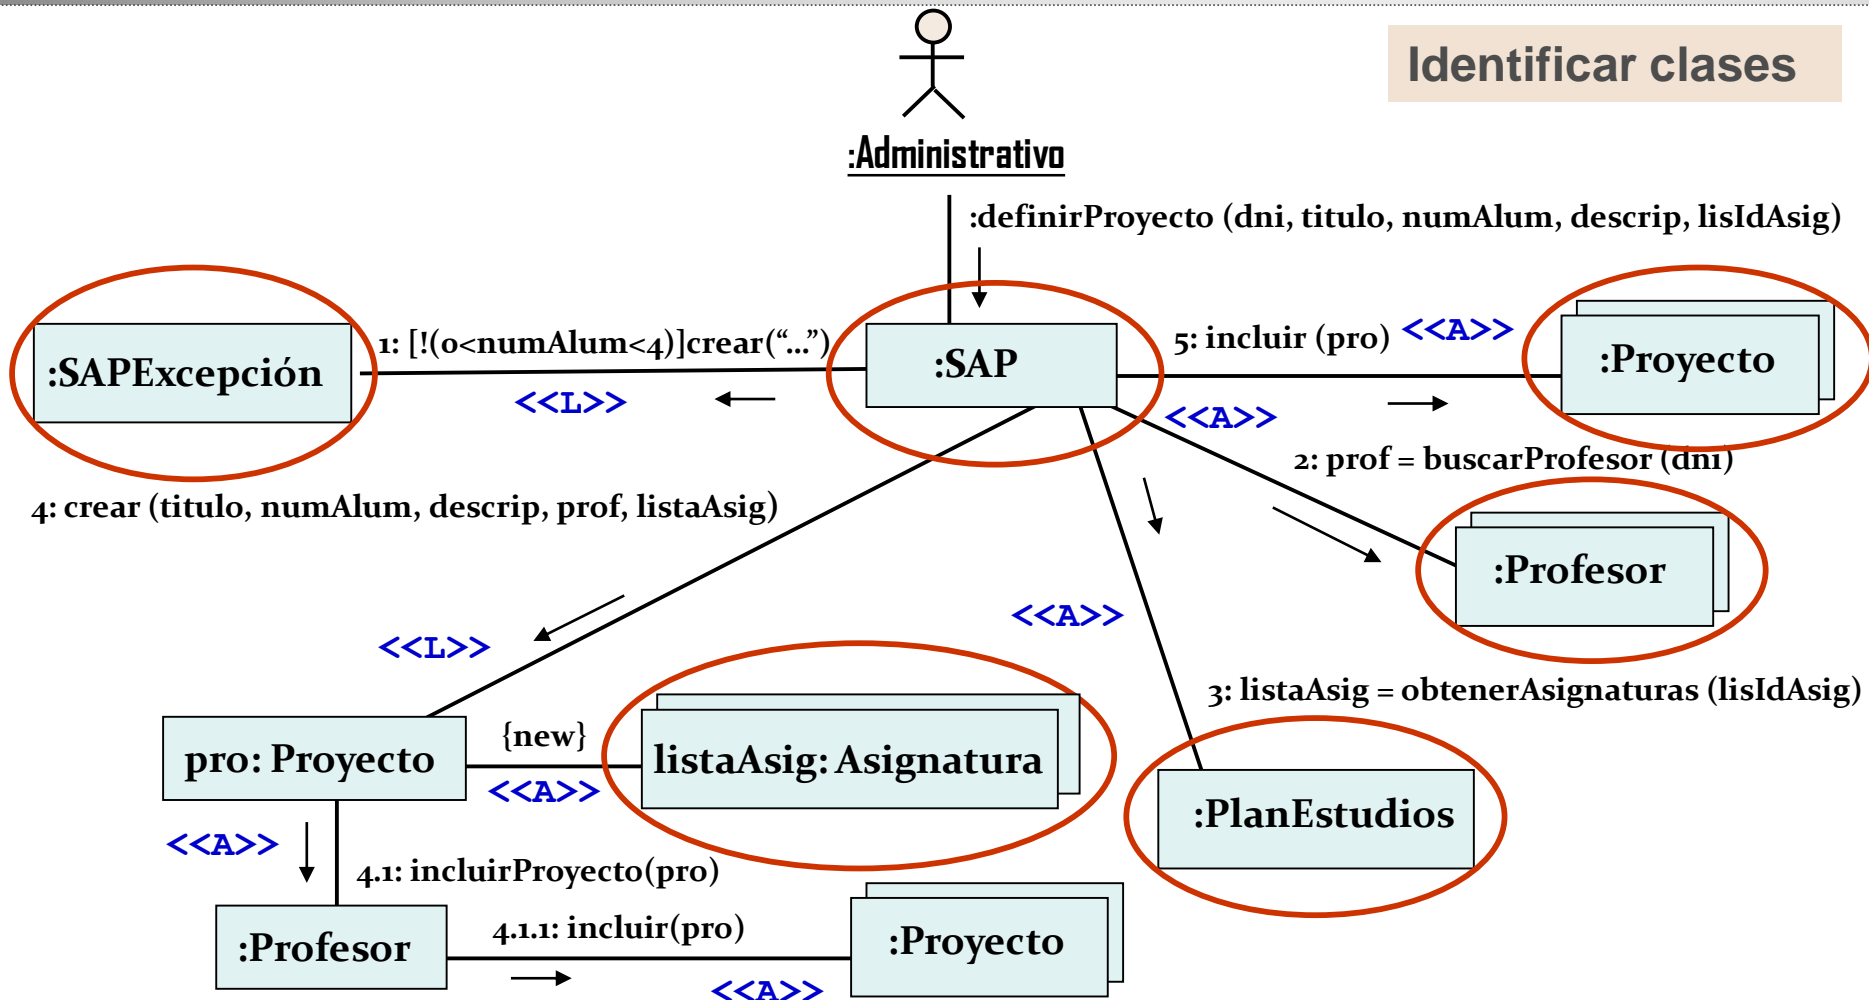 Identificar clases
:Administrativo
:definirProyecto (dni, titulo, numAlum, descrip, lisIdAsig)
:SAPExcepción
1: [!(0<numAlum<4)]crear(“...”)
<<L>>
:SAP
5: incluir (pro)
<<A>>
:Proyecto
<<A>>
2: prof = buscarProfesor (dni)
:Profesor
4: crear (titulo, numAlum, descrip, prof, listaAsig)
<<L>>
<<A>>
3: listaAsig = obtenerAsignaturas (lisIdAsig)
:PlanEstudios
pro: Proyecto
{new}
<<A>>
listaAsig: Asignatura
<<A>>
4.1: incluirProyecto(pro)
:Profesor
4.1.1: incluir(pro)
<<A>>
:Proyecto